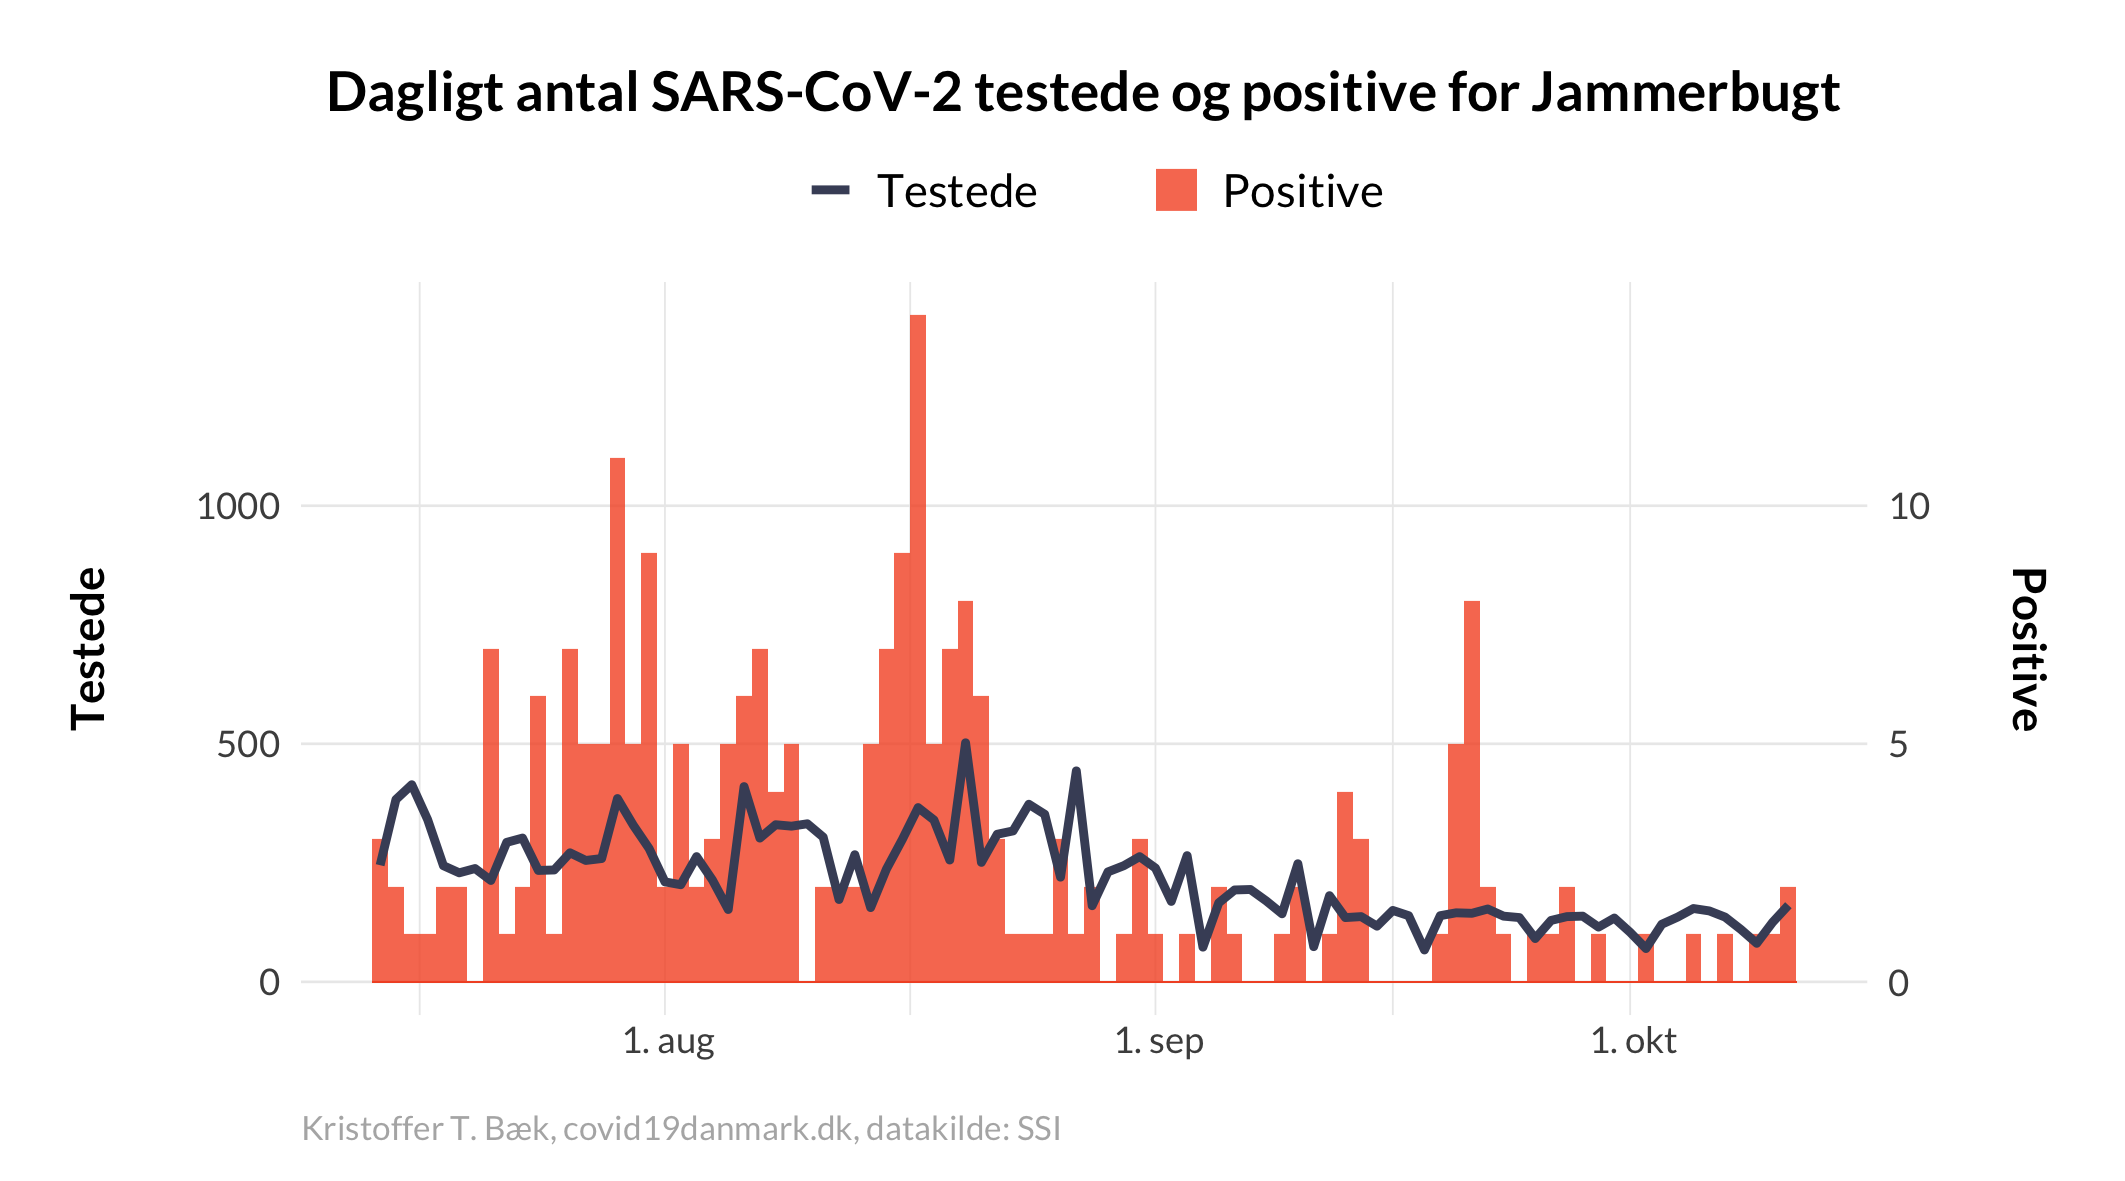 Dagligt antal SARS-CoV-2 testede og positive for Jammerbugt
Testede
Positive
1000
500
0
10
5
0
Testede
Positive
1. aug
1. sep
1. okt
Kristoffer T. Bæk, covid19danmark.dk, datakilde: SSI